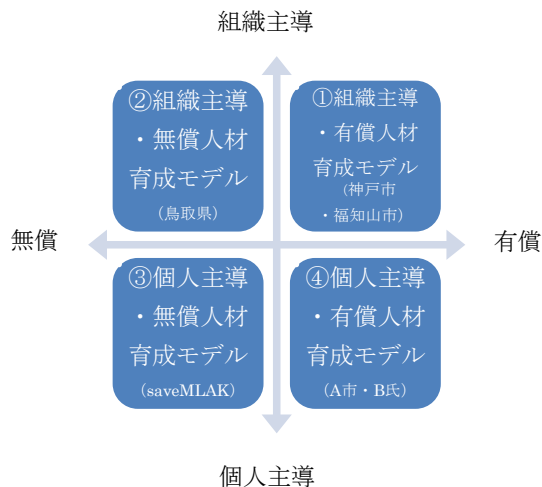 組織主導
②組織主導
・無償人材
育成モデル
（鳥取県）
①組織主導
・有償人材
育成モデル
（神戸市
・福知山市）
無償
有償
③個人主導
・無償人材
育成モデル
（saveMLAK）
④個人主導
・有償人材
育成モデル
（A市・B氏）
個人主導